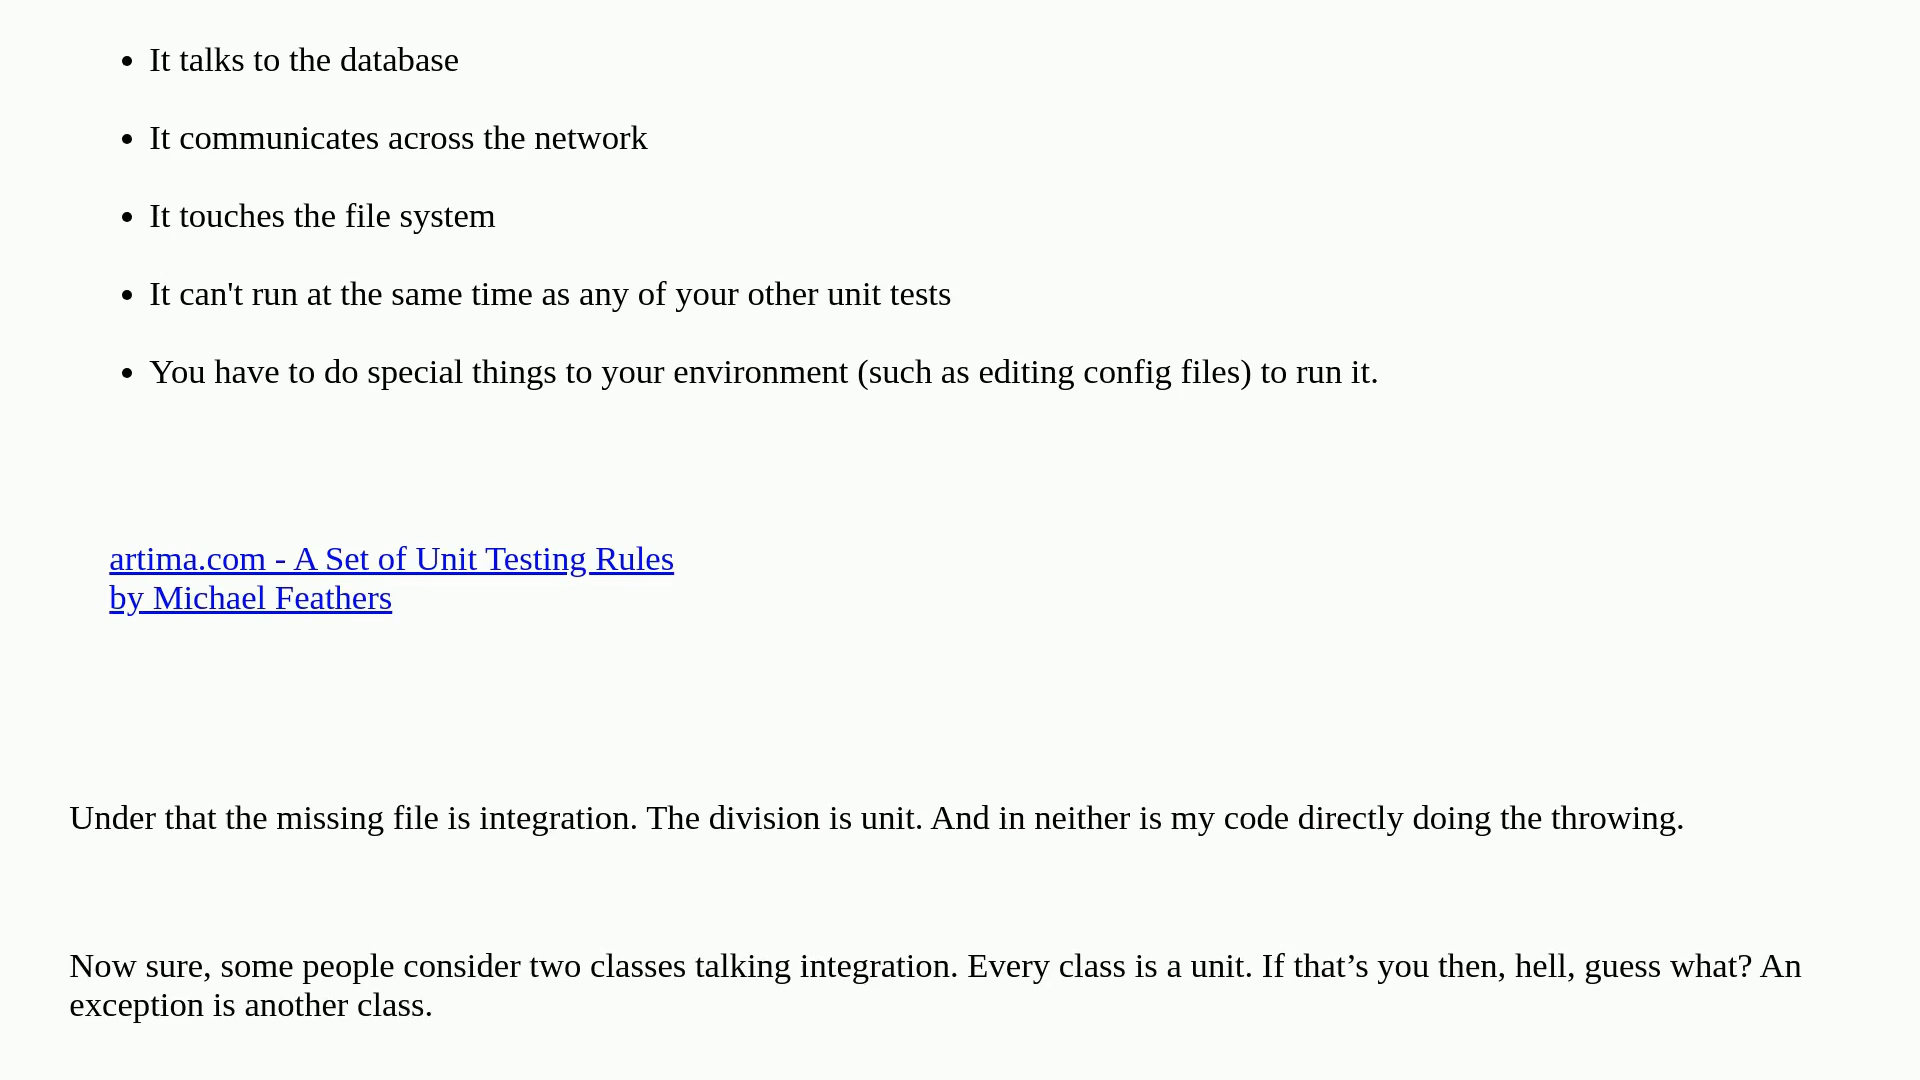 • It talks to the database
• It communicates across the network
• It touches the file system
• It can't run at the same time as any of your other unit tests
• You have to do special things to your environment (such as editing config files) to run it.
artima.com - A Set of Unit Testing Rules
by Michael Feathers
Under that the missing file is integration. The division is unit. And in neither is my code directly doing the throwing.
Now sure, some people consider two classes talking integration. Every class is a unit. If that’s you then, hell, guess what? An
exception is another class.